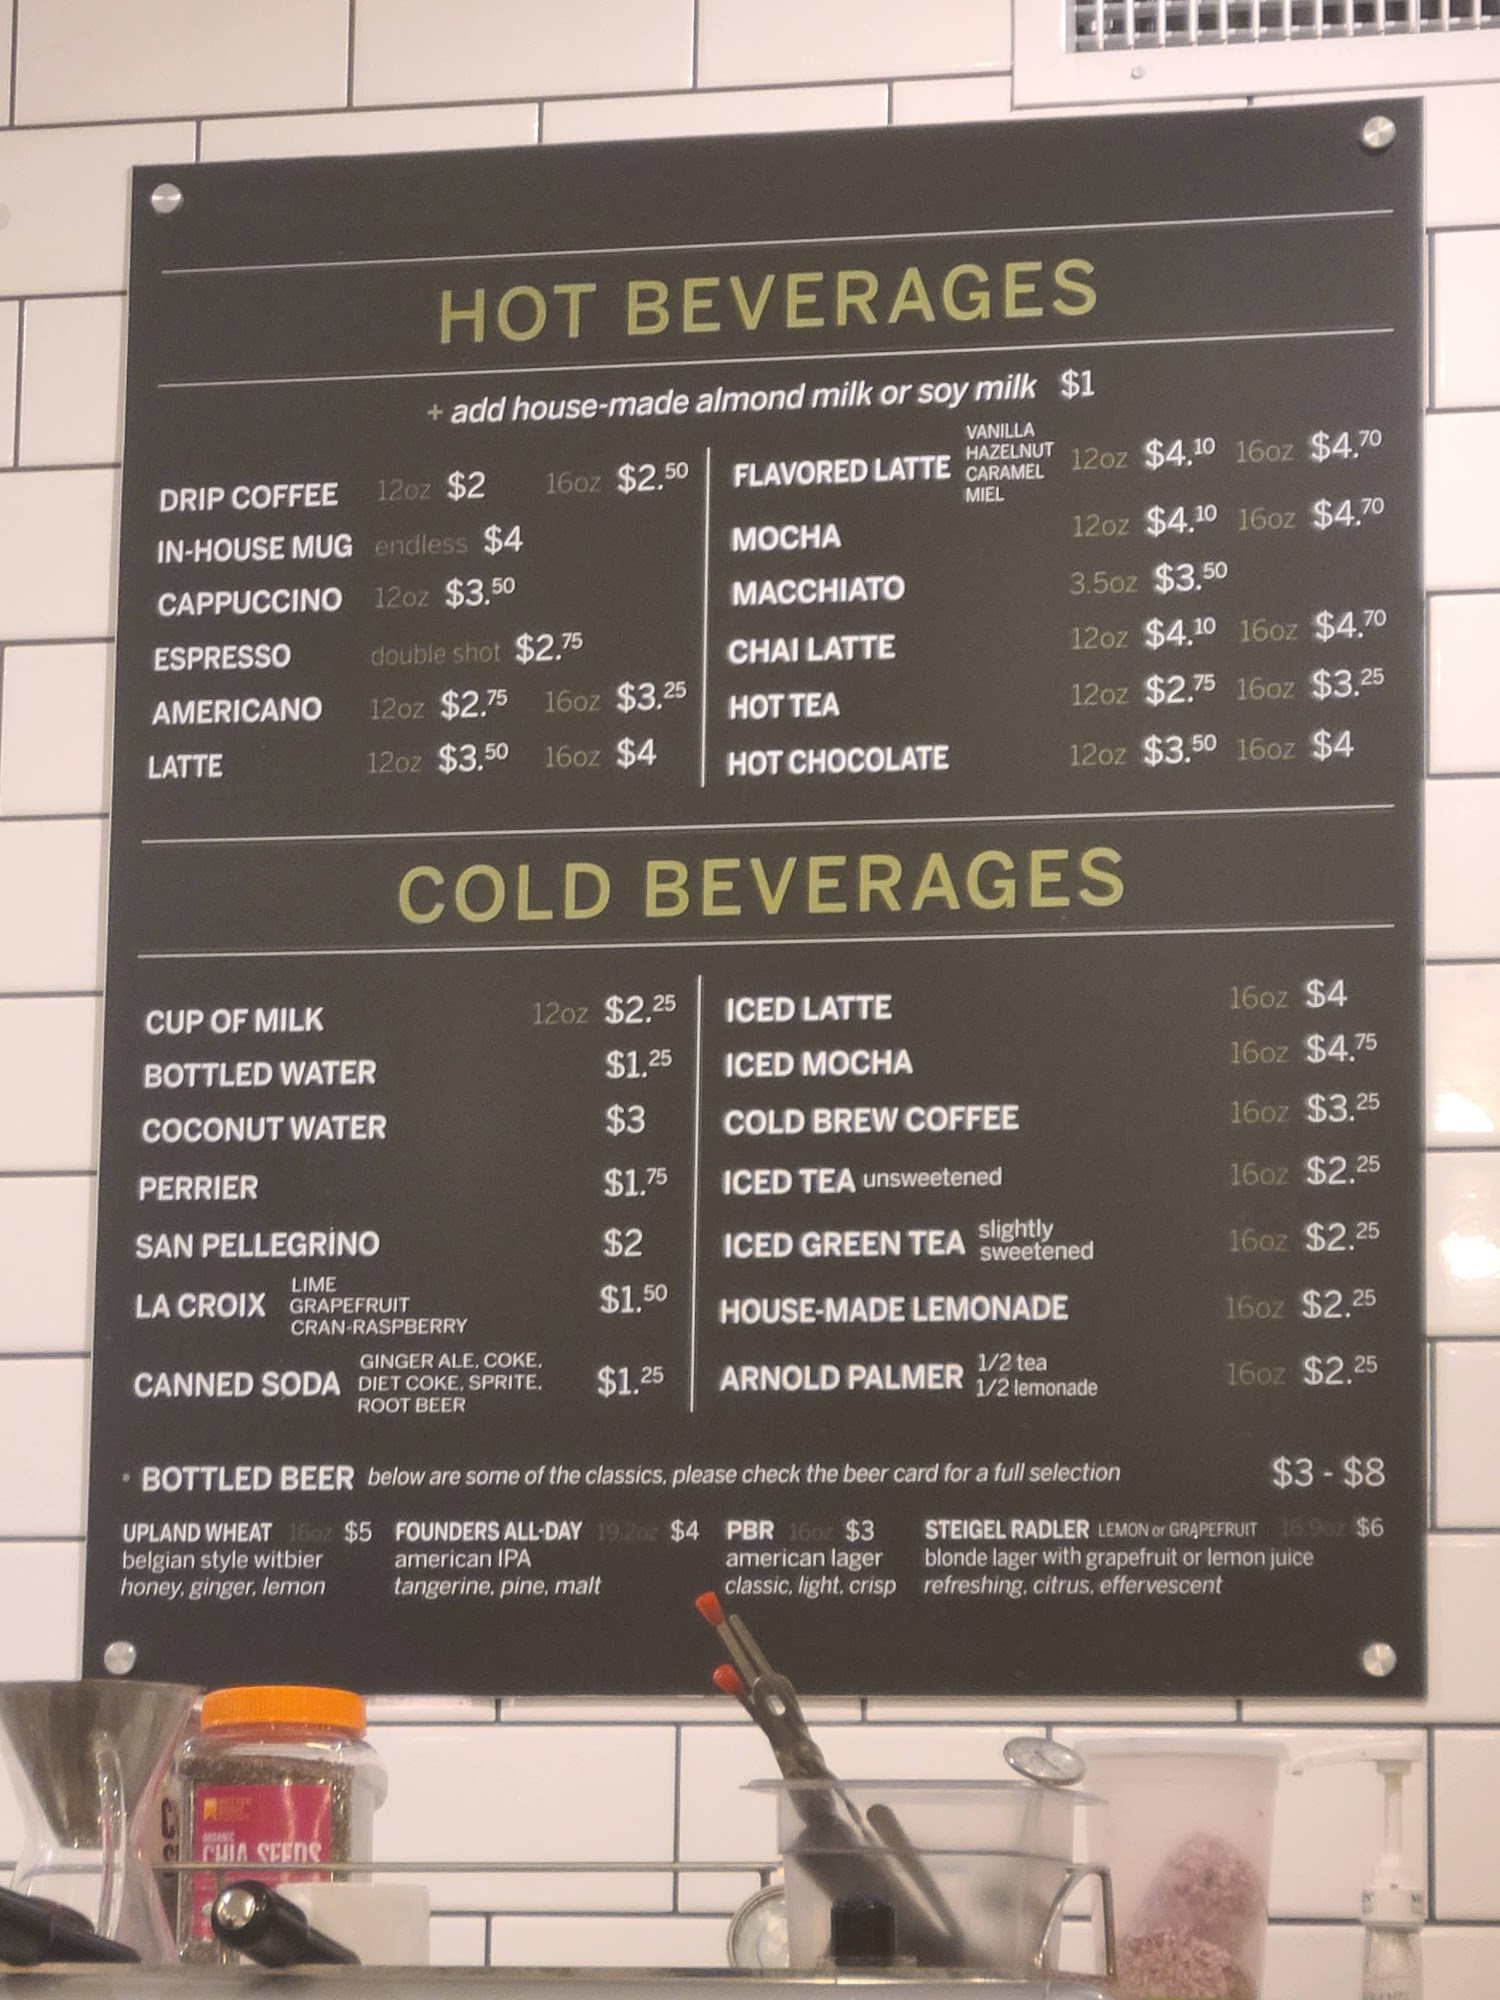 HOT BEVERAGES
+ add house-made almond milk or soy milk $1
DRIP COFFEE 12oz $2 16oz $2.50
IN-HOUSE MUG endless $4
CAPPUCCINO 12oz $3.50
ESPRESSO double shot $2.75
AMERICANO 12oz $2.75 16oz $3.25
LATTE 12oz $3.50 16oz $4
FLAVORED LATTE VANILLA
HAZELNUT
CARAMEL
MIEL
12oz $4.10 16oz $4.70
MOCHA 12oz $4.10 16oz $4.70
MACCHIATO 3.5oz $3.50
CHAI LATTE 12oz $4.10 16oz $4.70
HOT TEA 12oz $2.75 16oz $3.25
HOT CHOCOLATE 12oz $3.50 16oz $4
COLD BEVERAGES
CUP OF MILK 12oz $2.25
BOTTLED WATER $1.25
COCONUT WATER $3
PERRIER $1.75
SAN PELLEGRINO $2
LA CROIX LIME
GRAPEFRUIT
CRAN-RASPBERRY
$1.50
CANNED SODA GINGER ALE, COKE,
DIET COKE, SPRITE,
ROOT BEER
$1.25
ICED LATTE 16oz $4
ICED MOCHA 16oz $4.75
COLD BREW COFFEE 16oz $3.25
ICED TEA unsweetened 16oz $2.25
ICED GREEN TEA slightly
sweetened
16oz $2.25
HOUSE-MADE LEMONADE 16oz $2.25
ARNOLD PALMER 1/2 tea
1/2 lemonade
16oz $2.25
• BOTTLED BEER below are some of the classics, please check the beer card for a full selection $3 - $8
UPLAND WHEAT 16oz $5
belgian style witbier
honey, ginger, lemon
FOUNDERS ALL-DAY 19.2oz $4
american IPA
tangerine, pine, malt
PBR 16oz $3
american lager
classic, light, crisp
STEIGEL RADLER LEMON or GRAPEFRUIT 16.9oz $6
blonde lager with grapefruit or lemon juice
refreshing, citrus, effervescent
ORGANIC
CHIA SEEDS